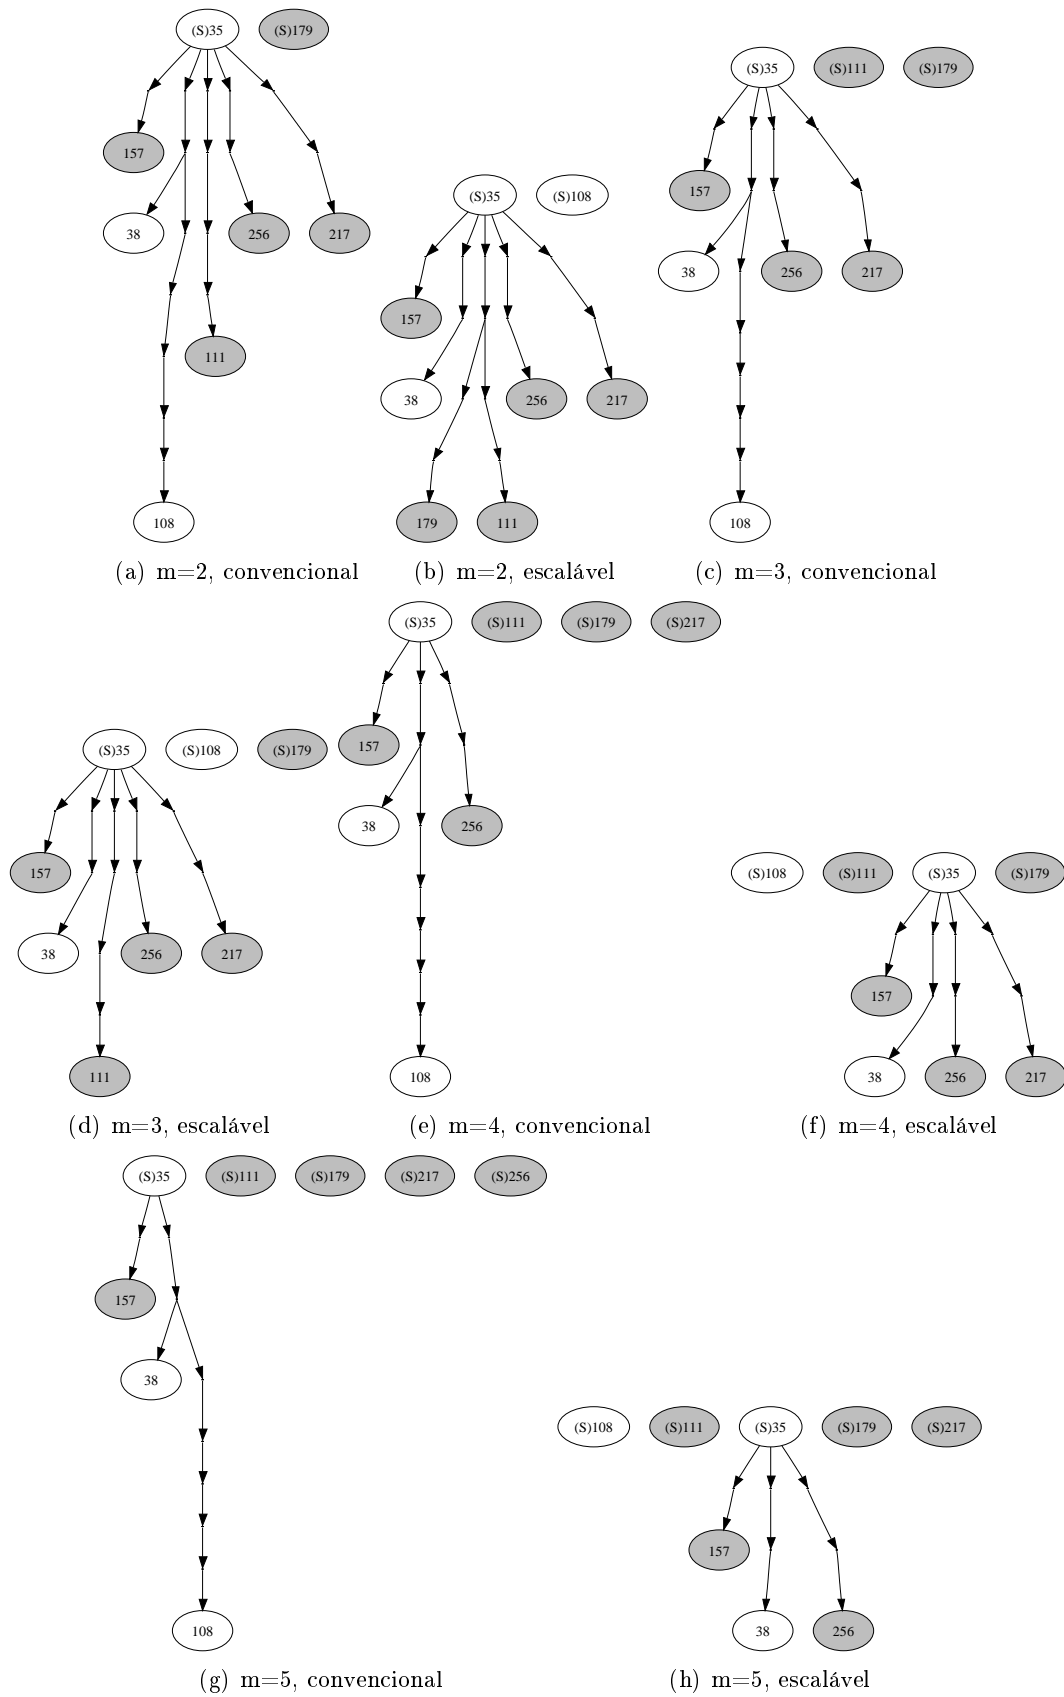 (S)35 (S)179
157
38 256 217
111
108
(a) m=2, convencional
(S)35 (S)108
157
38 256 217
179 111
(b) m=2, escalável
(S)35 (S)111 (S)179
157
38 256 217
108
(c) m=3, convencional
(S)35 (S)108 (S)179
157
38 256 217
111
(d) m=3, escalável
(S)35 (S)111 (S)179 (S)217
157
38 256
108
(e) m=4, convencional
(S)108 (S)111 (S)35 (S)179
157
38 256 217
(f) m=4, escalável
(S)35 (S)111 (S)179 (S)217 (S)256
157
38
108
(g) m=5, convencional
(S)108 (S)111 (S)35 (S)179 (S)217
157
38 256
(h) m=5, escalável